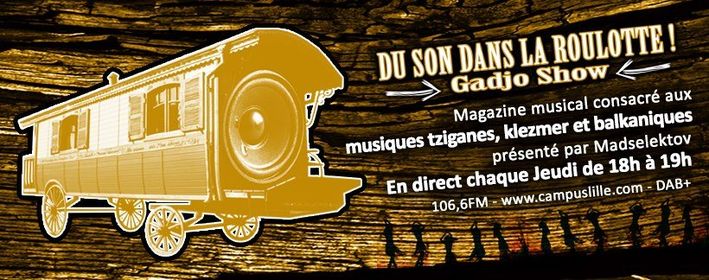 DU SON DANS LA ROULOTTE !
Gadjo Show
Magazine musical consacré aux
musiques tziganes, klezmer et balkaniques
présenté par Madselektov
En direct chaque Jeudi de 18h à 19h
106,6FM - www.campuslille.com - DAB+